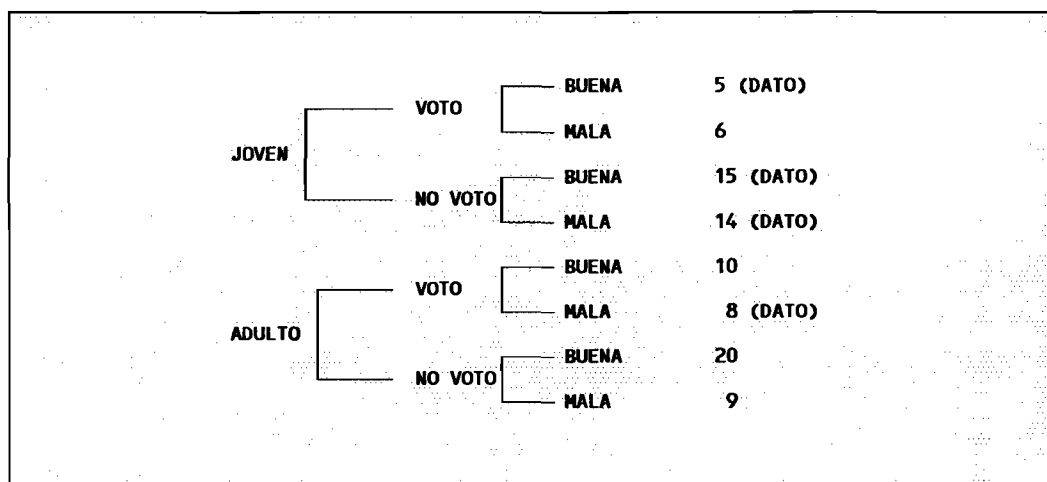 BUENA 5 (DATO)
VOTO
MALA 6
JOVEN
BUENA 15 (DATO)
NO VOTO
MALA 14 (DATO)
BUENA 10
VOTO
MALA 8 (DATO)
ADULTO
BUENA 20
NO VOTO
MALA 9